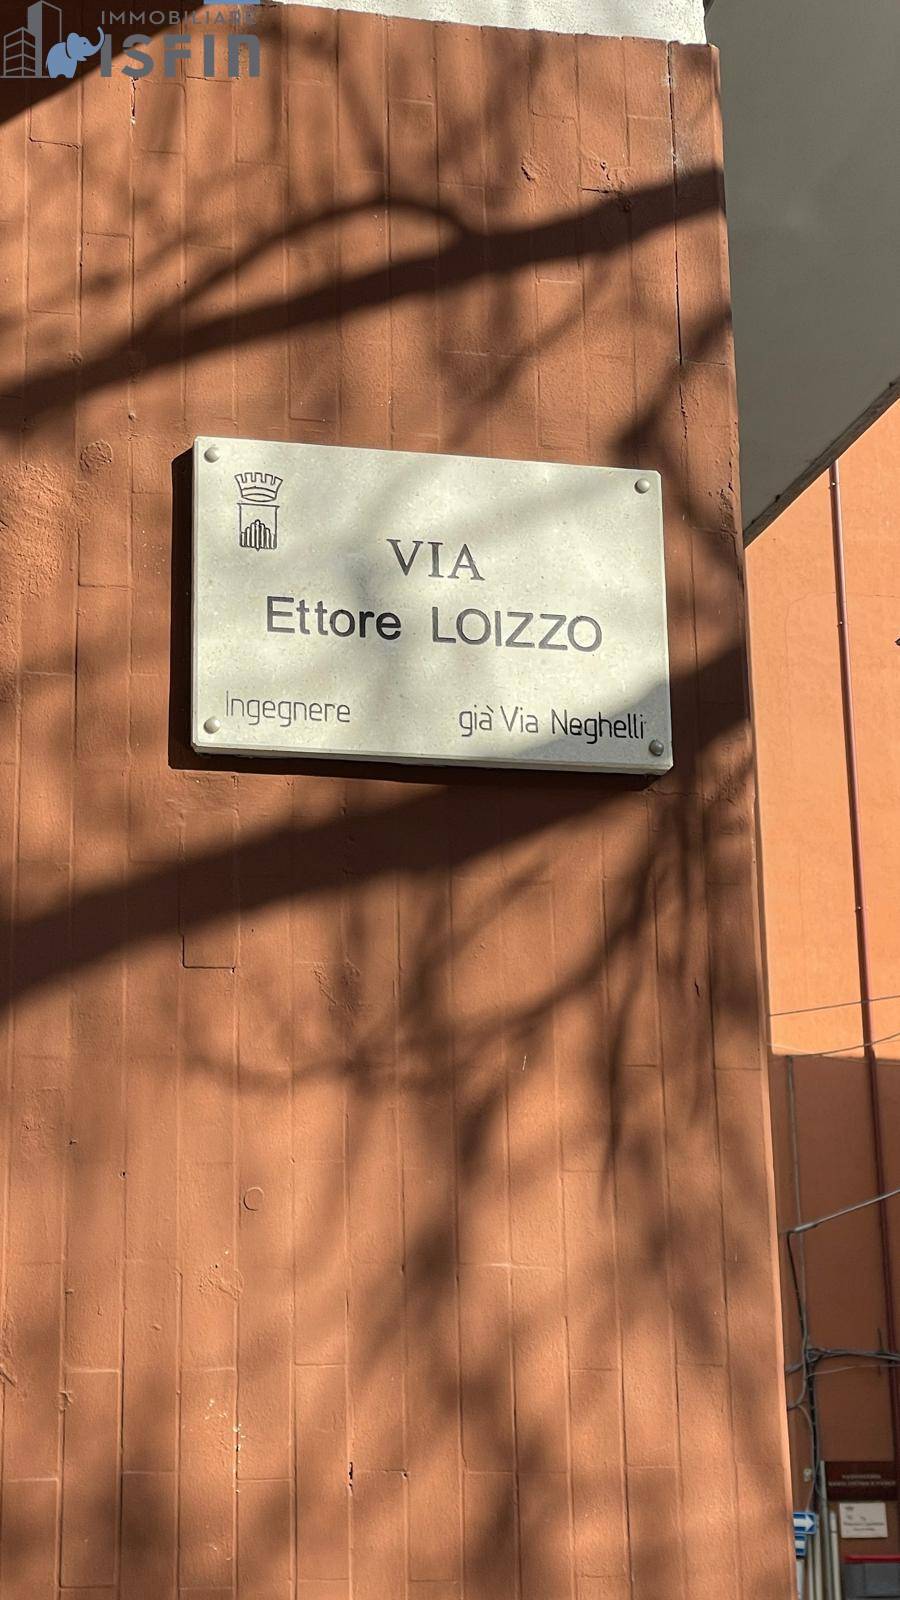 IMMOBILIARE
ISFIN
VIA
Ettore LOIZZO
Ingegnere già Via Neghelli